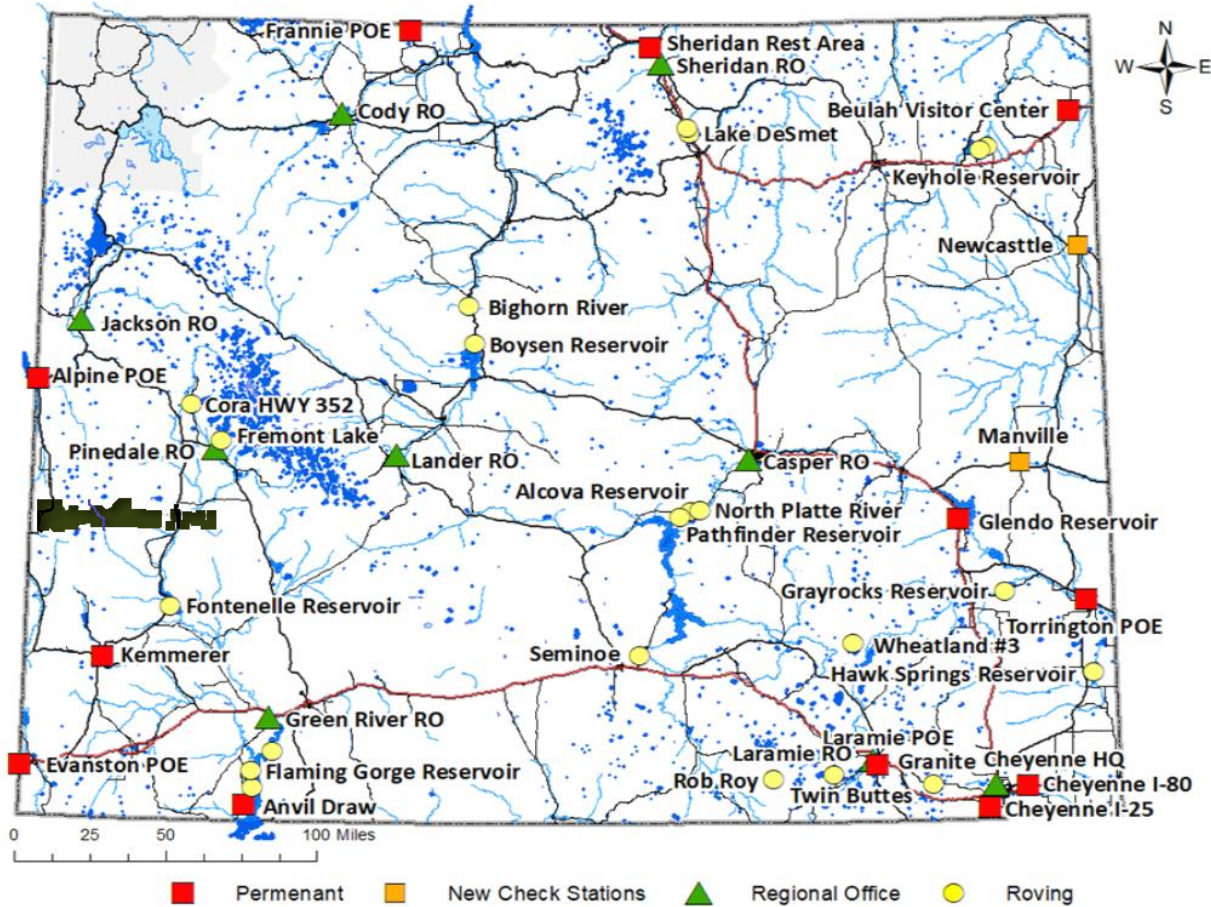 Frannie POE
Sheridan Rest Area
Sheridan RO
N
W E
S
Cody RO
Lake DeSmet
Beulah Visitor Center
Keyhole Reservoir
Newcasttle
Bighorn River
Jackson RO
Boysen Reservoir
Alpine POE
Cora HWY 352
Fremont Lake
Pinedale RO
Lander RO
Casper RO
Manville
Alcova Reservoir
North Platte River
Pathfinder Reservoir
Glendo Reservoir
Grayrocks Reservoir
Fontenelle Reservoir
Torrington POE
Kemmerer
Seminoe
Wheatland #3
Hawk Springs Reservoir
Green River RO
Laramie POE
Laramie RO
Granite
Cheyenne HQ
Evanston POE
Flaming Gorge Reservoir
Rob Roy
Twin Buttes
Cheyenne I-80
Anvil Draw
Cheyenne I-25
0 25 50 100 Miles
Permenant New Check Stations Regional Office Roving